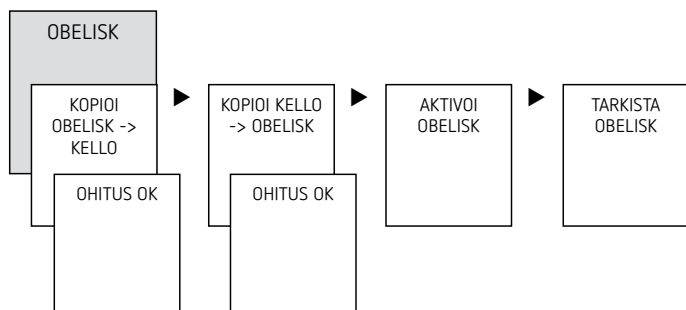 OBELISK
KOPIOI
OBELISK ->
KELLO
OHITUS OK
KOPIOI KELLO
-> OBELISK
OHITUS OK
AKTIVOI
OBELISK
TARKISTA
OBELISK